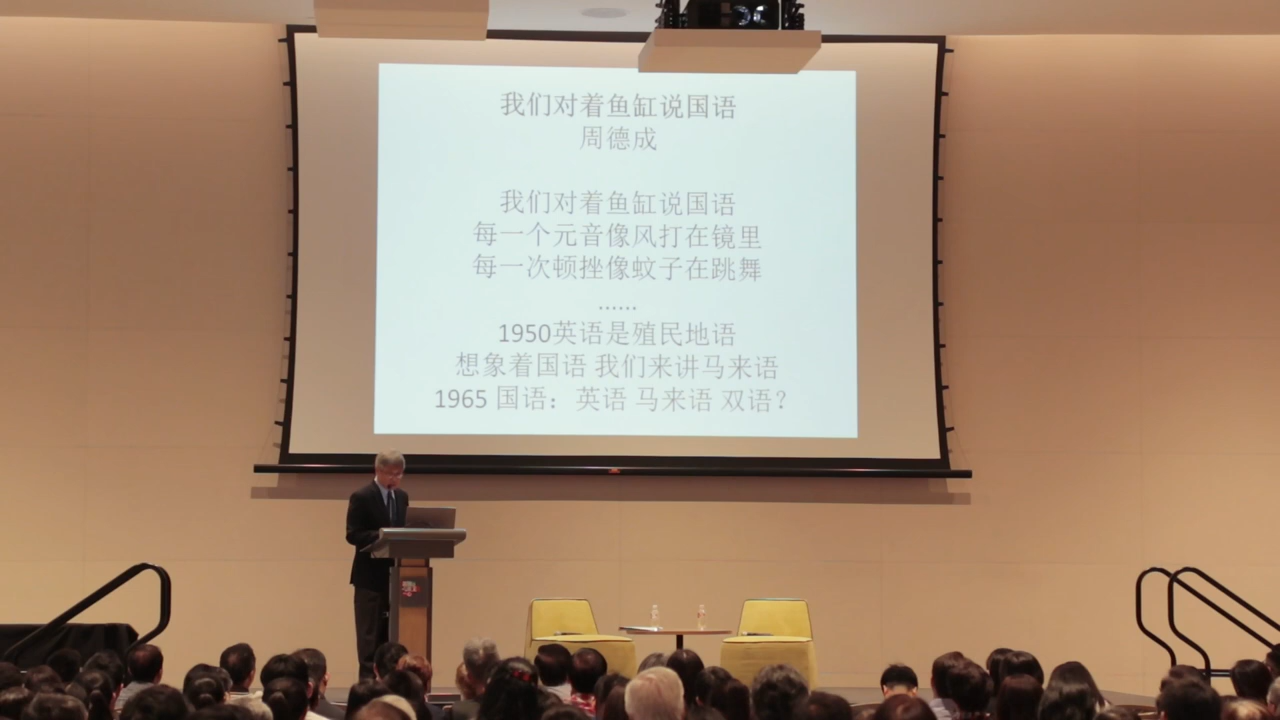 我们对着鱼缸说国语
周德成
我们对着鱼缸说国语
每一个元音像风打在镜里
每一次顿挫像蚊子在跳舞
……
1950英语是殖民地语
想象着国语 我们来讲马来语
1965 国语：英语 马来语 双语？